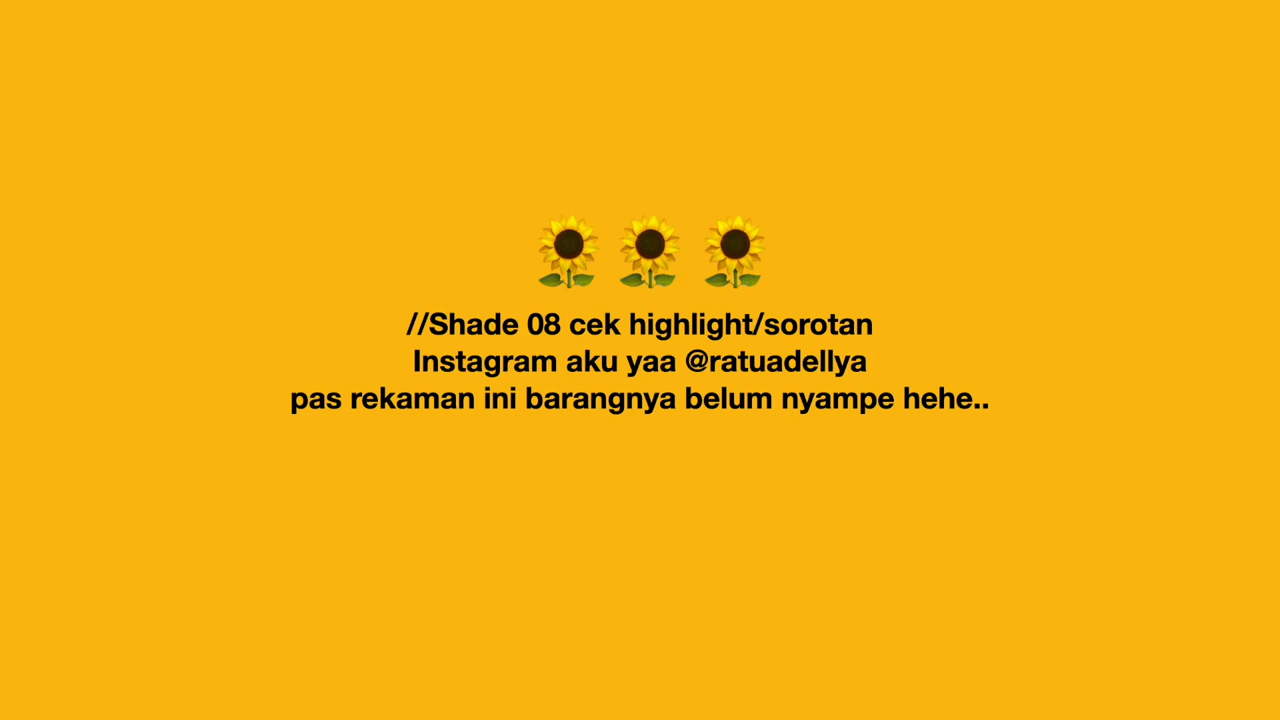 //Shade 08 cek highlight/sorotan
Instagram aku yaa @ratuadellya
pas rekaman ini barangnya belum nyampe hehe..